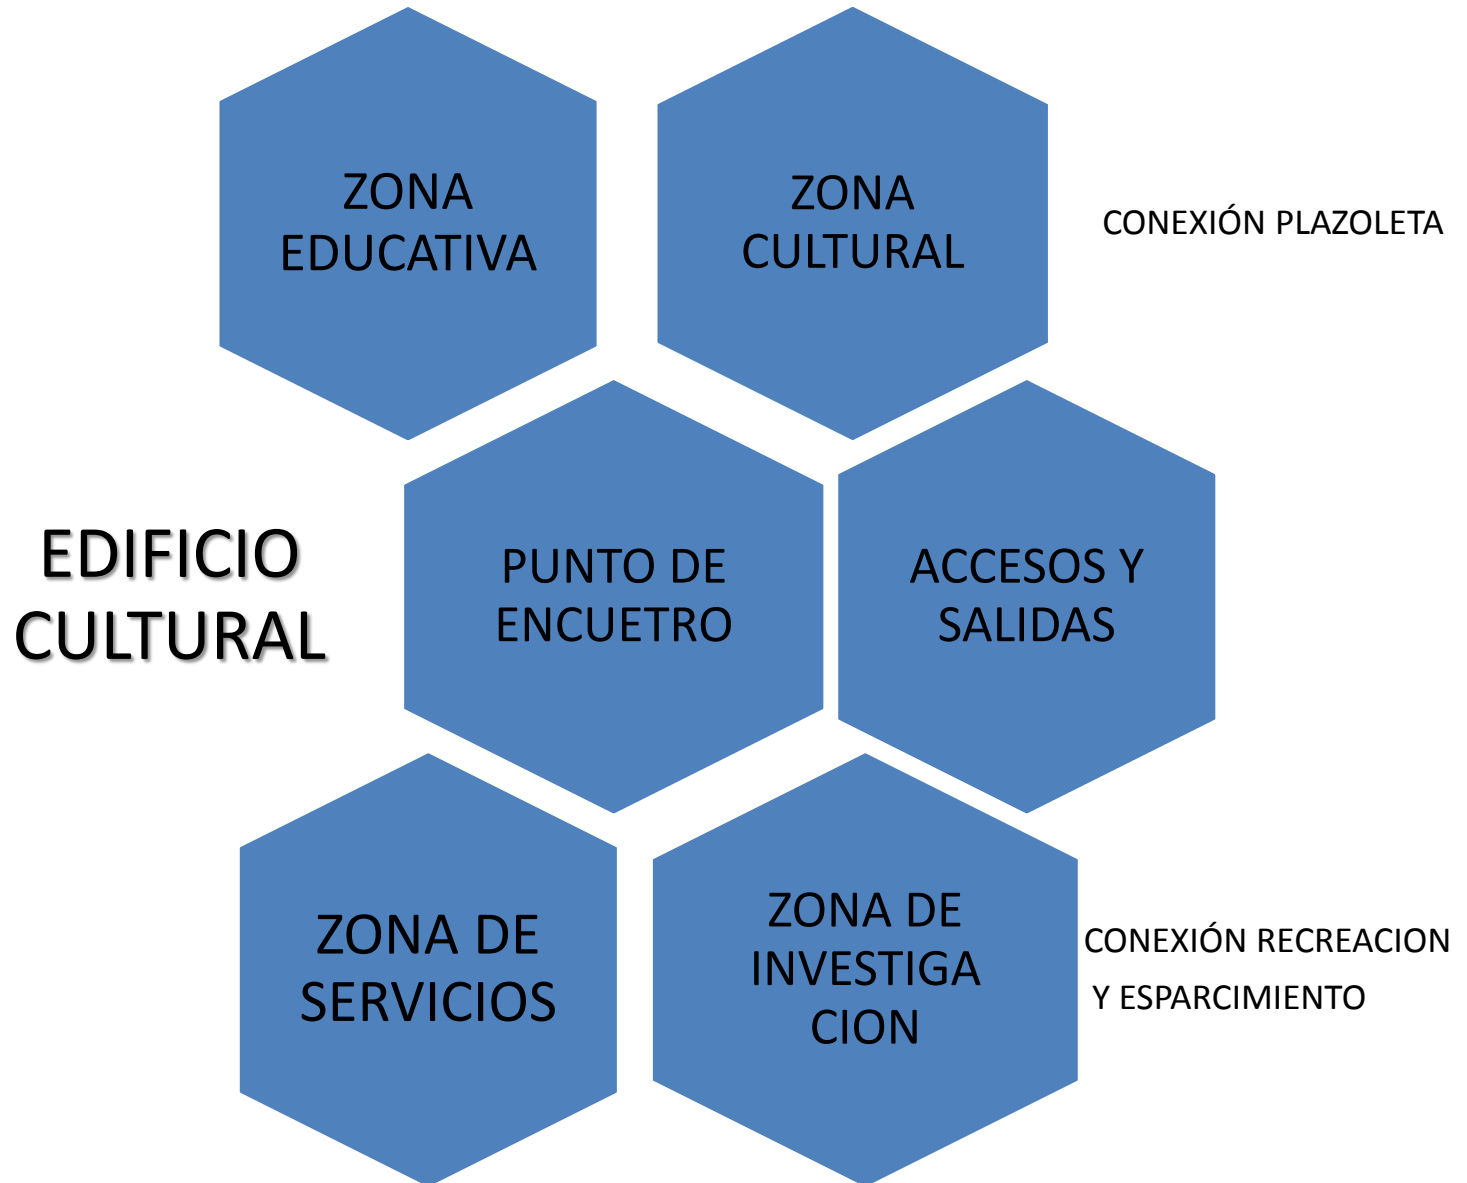 ZONA
EDUCATIVA
ZONA
CULTURAL
CONEXIÓN PLAZOLETA
EDIFICIO
CULTURAL
PUNTO DE
ENCUETRO
ACCESOS Y
SALIDAS
ZONA DE
SERVICIOS
ZONA DE
INVESTIGA
CION
CONEXIÓN RECREACION
Y ESPARCIMIENTO